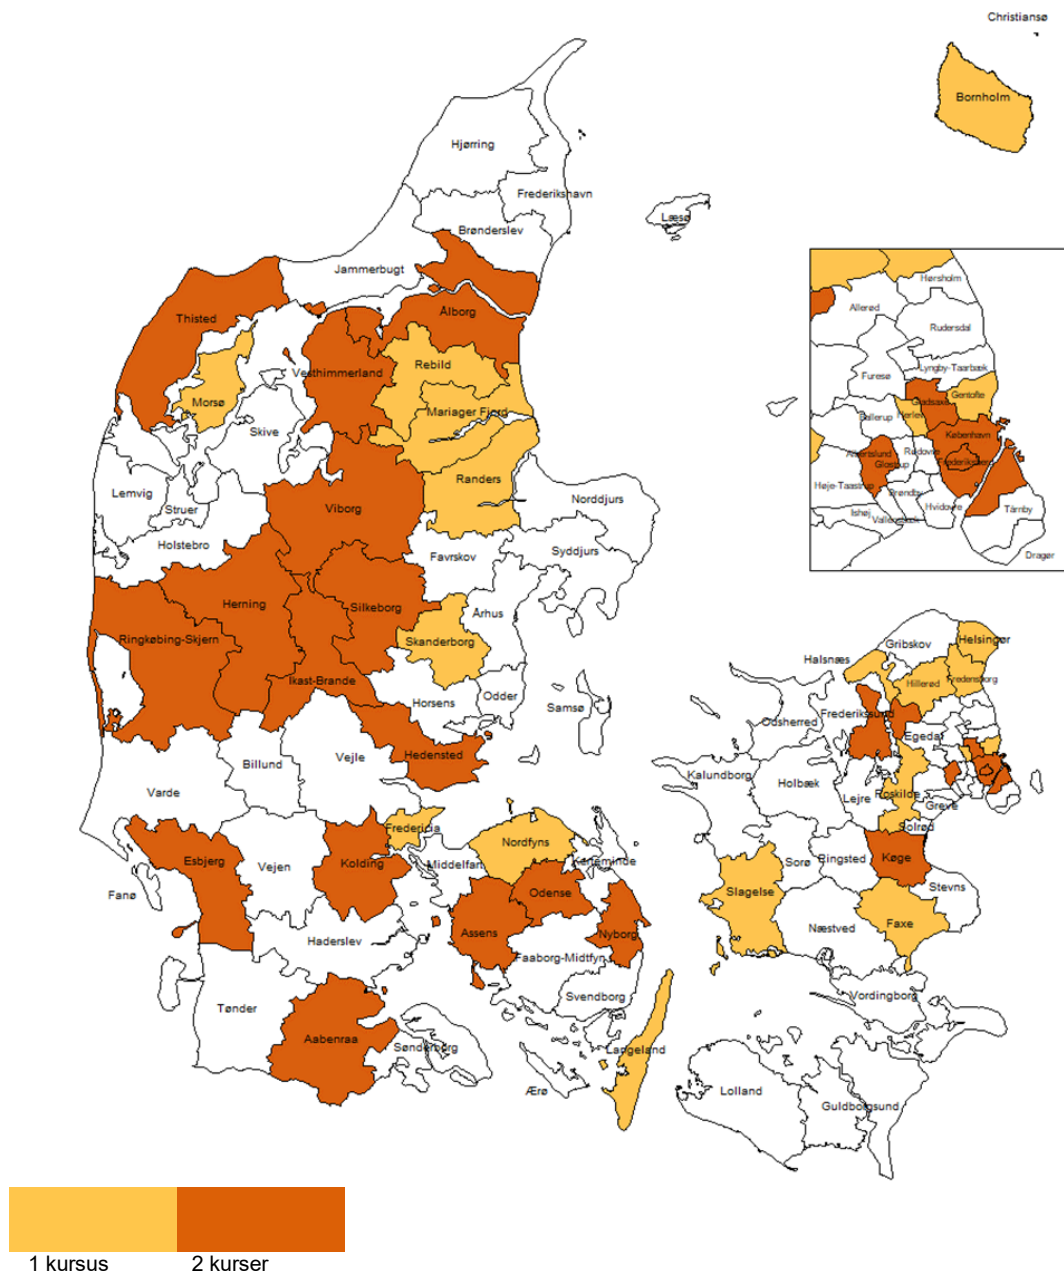 Christiansø
Bornholm
Hjørring
Frederikshavn
Læsø
Brønderslev
Jammerbugt
Thisted
Ålborg
Vesthimmerland
Rebild
Morsø
Mariager Fjord
Skive
Randers
Lemvig
Struer
Viborg
Norddjurs
Holstebro
Favrskov
Syddjurs
Herning
Silkeborg
Århus
Ringkøbing-Skjern
Skanderborg
Ikast-Brande
Horsens
Odder
Samsø
Hedensted
Billund
Vejle
Varde
Fredericia
Esbjerg
Vejen
Kolding
Middelfart
Nordfyns
Kerteminde
Fanø
Odense
Assens
Nyborg
Haderslev
Faaborg-Midtfyn
Svendborg
Tønder
Aabenraa
Sønderborg
Langeland
Ærø
Hørsholm
Allerød
Rudersdal
Lyngby-Taarbæk
Furesø
Gentofte
Gladsaxe
Herlev
Ballerup
København
Rødovre
Albertslund
Glostrup
Frederiksberg
Høje-Taastrup
Brøndby
Ishøj
Vallensbæk
Hvidovre
Tårnby
Dragør
Helsingør
Gribskov
Halsnæs
Hillerød
Fredensborg
Frederikssund
Odsherred
Egedal
Kalundborg
Holbæk
Lejre
Roskilde
Greve
Solrød
Sorø
Ringsted
Køge
Stevns
Slagelse
Næstved
Faxe
Vordingborg
Lolland
Guldborgsund
1 kursus
2 kurser